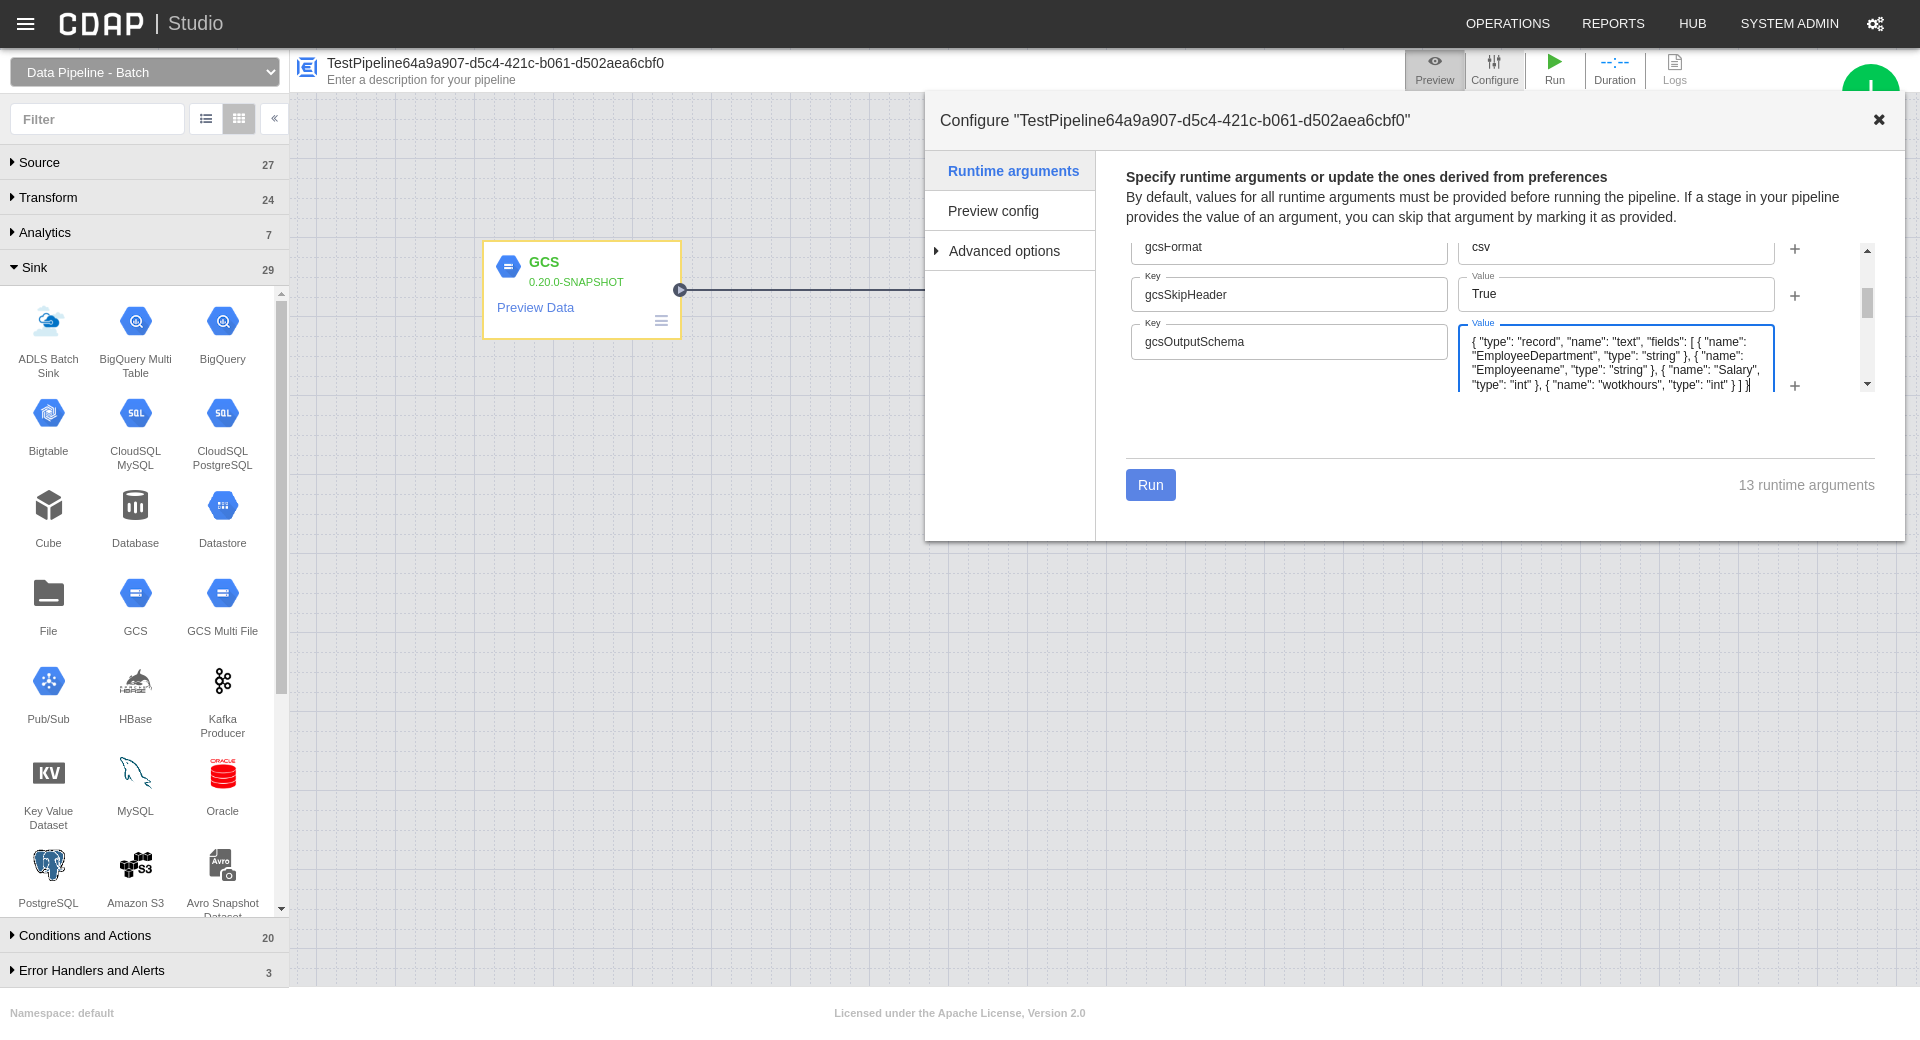 CDAP | Studio
OPERATIONS REPORTS HUB SYSTEM ADMIN
Data Pipeline - Batch
TestPipeline64a9a907-d5c4-421c-b061-d502aea6cbf0
Enter a description for your pipeline
Preview Configure Run Duration Logs
--:--
Filter
Source 27
Transform 24
Analytics 7
Sink 29
ADLS Batch Sink
BigQuery Multi Table
BigQuery
Bigtable
SQL
CloudSQL MySQL
SQL
CloudSQL PostgreSQL
Cube
Database
Datastore
File
GCS
GCS Multi File
Pub/Sub
HBASE
HBase
Kafka Producer
KV
Key Value Dataset
MySQL
ORACLE
Oracle
PostgreSQL
S3
Amazon S3
Avro
Avro Snapshot Dataset
Conditions and Actions 20
Error Handlers and Alerts 3
GCS
0.20.0-SNAPSHOT
Preview Data
Configure "TestPipeline64a9a907-d5c4-421c-b061-d502aea6cbf0"
Runtime arguments
Preview config
Advanced options
Specify runtime arguments or update the ones derived from preferences
By default, values for all runtime arguments must be provided before running the pipeline. If a stage in your pipeline
provides the value of an argument, you can skip that argument by marking it as provided.
gcsFormat csv
Key Value
gcsSkipHeader True
Key Value
gcsOutputSchema
{ "type": "record", "name": "text", "fields": [ { "name":
"EmployeeDepartment", "type": "string" }, { "name":
"Employeename", "type": "string" }, { "name": "Salary",
"type": "int" }, { "name": "wotkhours", "type": "int" } ] }
Run
13 runtime arguments
Namespace: default
Licensed under the Apache License, Version 2.0